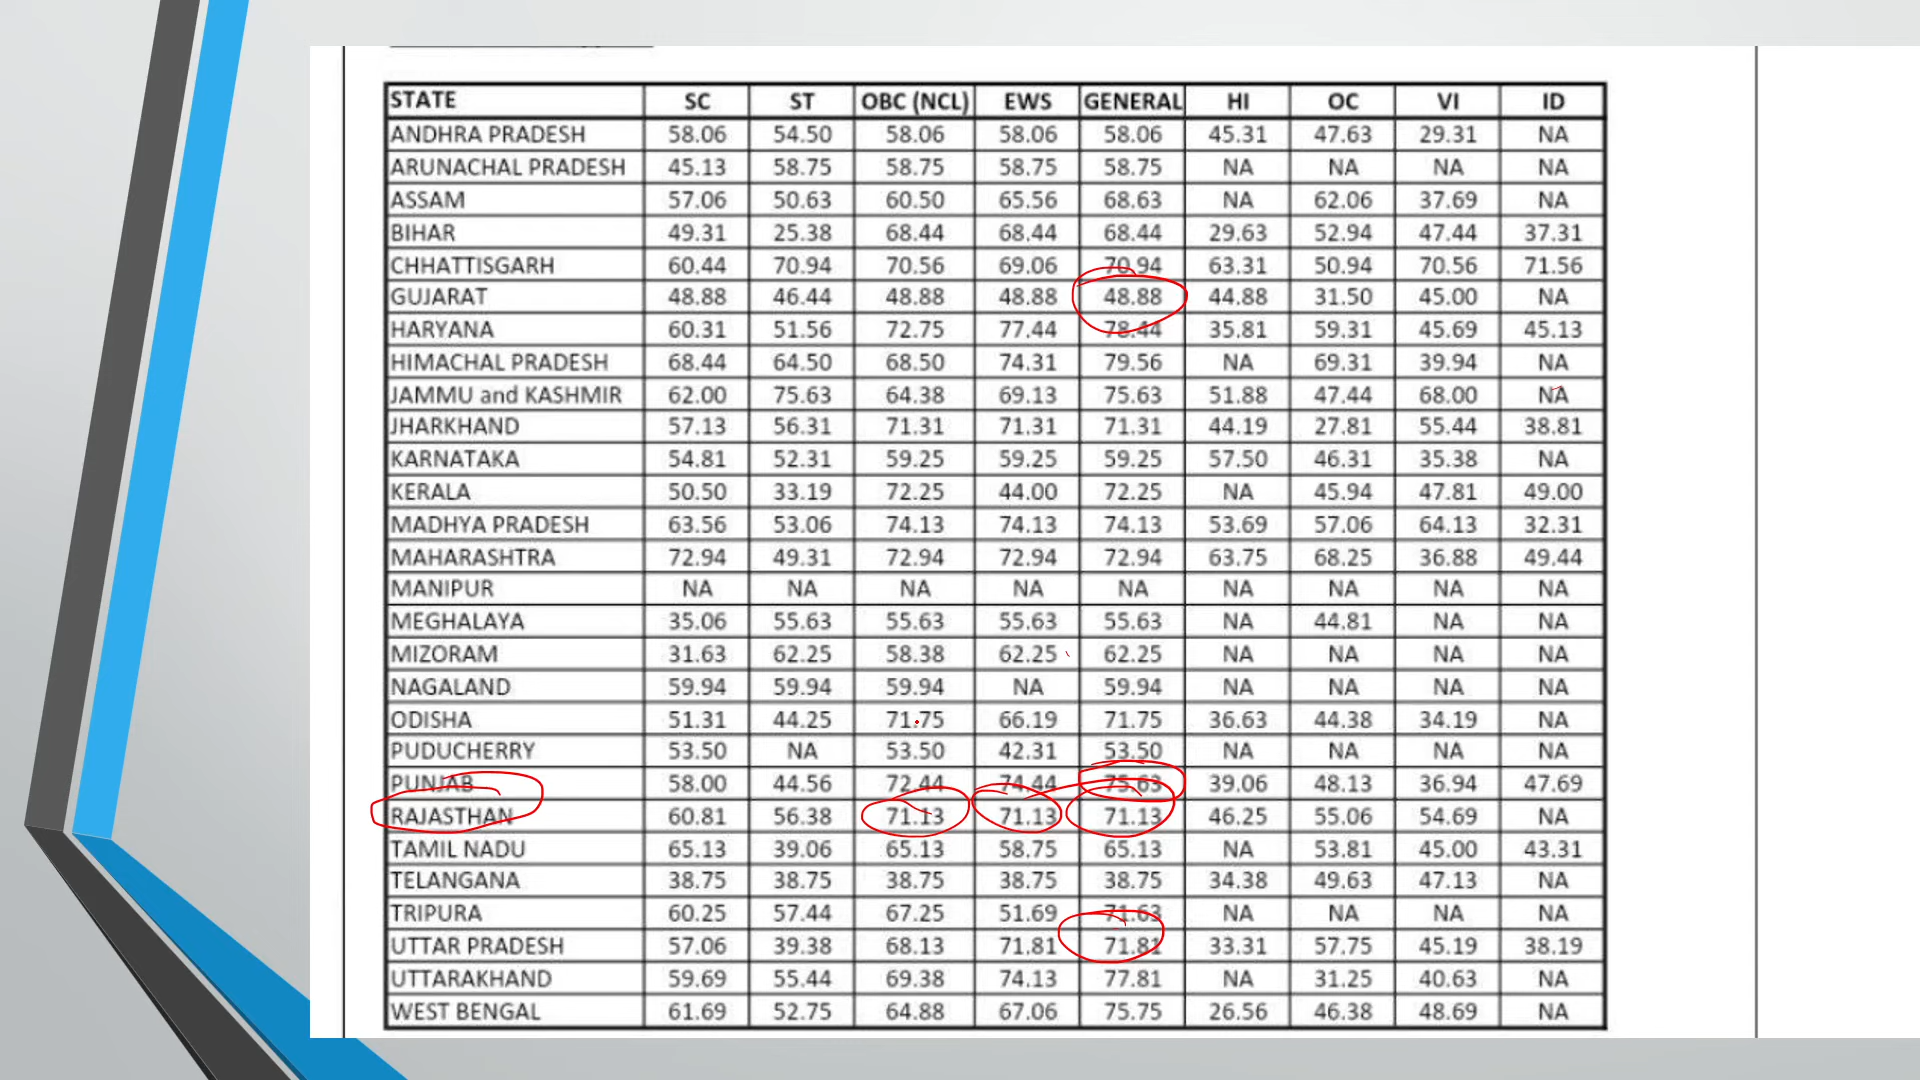 STATE SC ST OBC (NCL) EWS GENERAL HI OC VI ID
ANDHRA PRADESH 58.06 54.50 58.06 58.06 58.06 45.31 47.63 29.31 NA
ARUNACHAL PRADESH 45.13 58.75 58.75 58.75 58.75 NA NA NA NA
ASSAM 57.06 50.63 60.50 65.56 68.63 NA 62.06 37.69 NA
BIHAR 49.31 25.38 68.44 68.44 68.44 29.63 52.94 47.44 37.31
CHHATTISGARH 60.44 70.94 70.56 69.06 70.94 63.31 50.94 70.56 71.56
GUJARAT 48.88 46.44 48.88 48.88 48.88 44.88 31.50 45.00 NA
HARYANA 60.31 51.56 72.75 77.44 78.44 35.81 59.31 45.69 45.13
HIMACHAL PRADESH 68.44 64.50 68.50 74.31 79.56 NA 69.31 39.94 NA
JAMMU and KASHMIR 62.00 75.63 64.38 69.13 75.63 51.88 47.44 68.00 NA
JHARKHAND 57.13 56.31 71.31 71.31 71.31 44.19 27.81 55.44 38.81
KARNATAKA 54.81 52.31 59.25 59.25 59.25 57.50 46.31 35.38 NA
KERALA 50.50 33.19 72.25 44.00 72.25 NA 45.94 47.81 49.00
MADHYA PRADESH 63.56 53.06 74.13 74.13 74.13 53.69 57.06 64.13 32.31
MAHARASHTRA 72.94 49.31 72.94 72.94 72.94 63.75 68.25 36.88 49.44
MANIPUR NA NA NA NA NA NA NA NA NA
MEGHALAYA 35.06 55.63 55.63 55.63 55.63 NA 44.81 NA NA
MIZORAM 31.63 62.25 58.38 62.25 62.25 NA NA NA NA
NAGALAND 59.94 59.94 59.94 NA 59.94 NA NA NA NA
ODISHA 51.31 44.25 71.75 66.19 71.75 36.63 44.38 34.19 NA
PUDUCHERRY 53.50 NA 53.50 42.31 53.50 NA NA NA NA
PUNJAB 58.00 44.56 72.44 74.44 75.63 39.06 48.13 36.94 47.69
RAJASTHAN 60.81 56.38 71.13 71.13 71.13 46.25 55.06 54.69 NA
TAMIL NADU 65.13 39.06 65.13 58.75 65.13 NA 53.81 45.00 43.31
TELANGANA 38.75 38.75 38.75 38.75 38.75 34.38 49.63 47.13 NA
TRIPURA 60.25 57.44 67.25 51.69 71.63 NA NA NA NA
UTTAR PRADESH 57.06 39.38 68.13 71.81 71.81 33.31 57.75 45.19 38.19
UTTARAKHAND 59.69 55.44 69.38 74.13 77.81 NA 31.25 40.63 NA
WEST BENGAL 61.69 52.75 64.88 67.06 75.75 26.56 46.38 48.69 NA